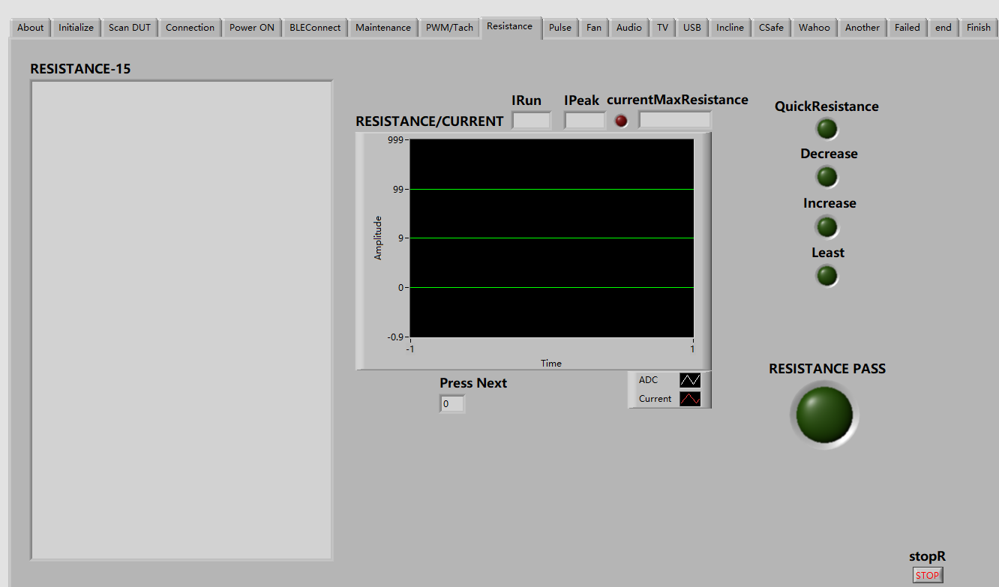 About Initialize Scan DUT Connection Power ON BLEConnect Maintenance PWM/Tach Resistance Pulse Fan Audio TV USB Incline CSafe Wahoo Another Failed end Finish
RESISTANCE-15
IRun IPeak currentMaxResistance
RESISTANCE/CURRENT
999
99
9
0
-0.9
Amplitude
-1 1
Time
ADC
Current
Press Next
0
QuickResistance
Decrease
Increase
Least
RESISTANCE PASS
stopR
STOP